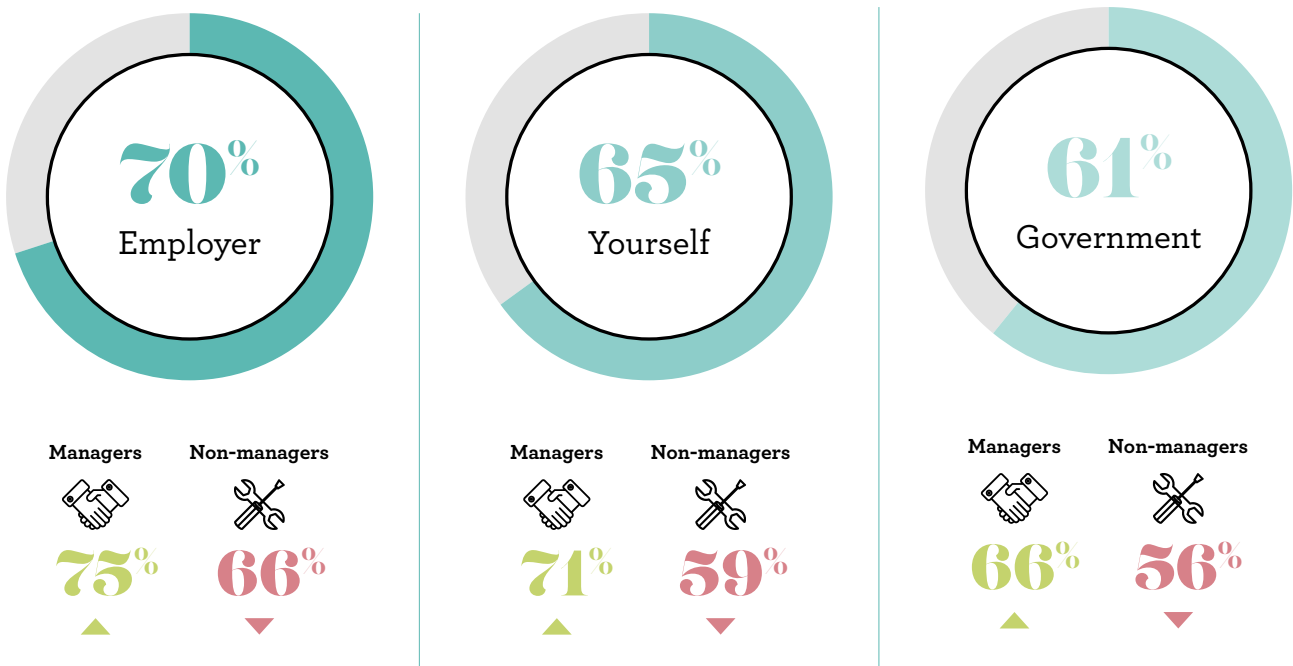 70%
Employer
Managers Non-managers
75% 66%
65%
Yourself
Managers Non-managers
71% 59%
61%
Government
Managers Non-managers
66% 56%